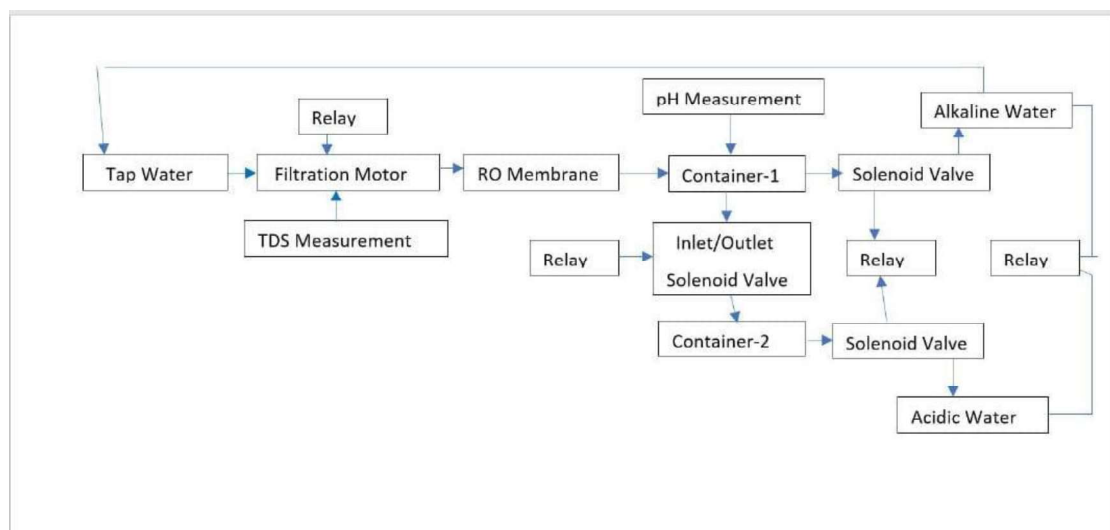 pH Measurement
Alkaline Water
Relay
Tap Water
Filtration Motor
RO Membrane
Container-1
Solenoid Valve
TDS Measurement
Inlet/Outlet
Solenoid Valve
Relay
Relay
Relay
Container-2
Solenoid Valve
Acidic Water